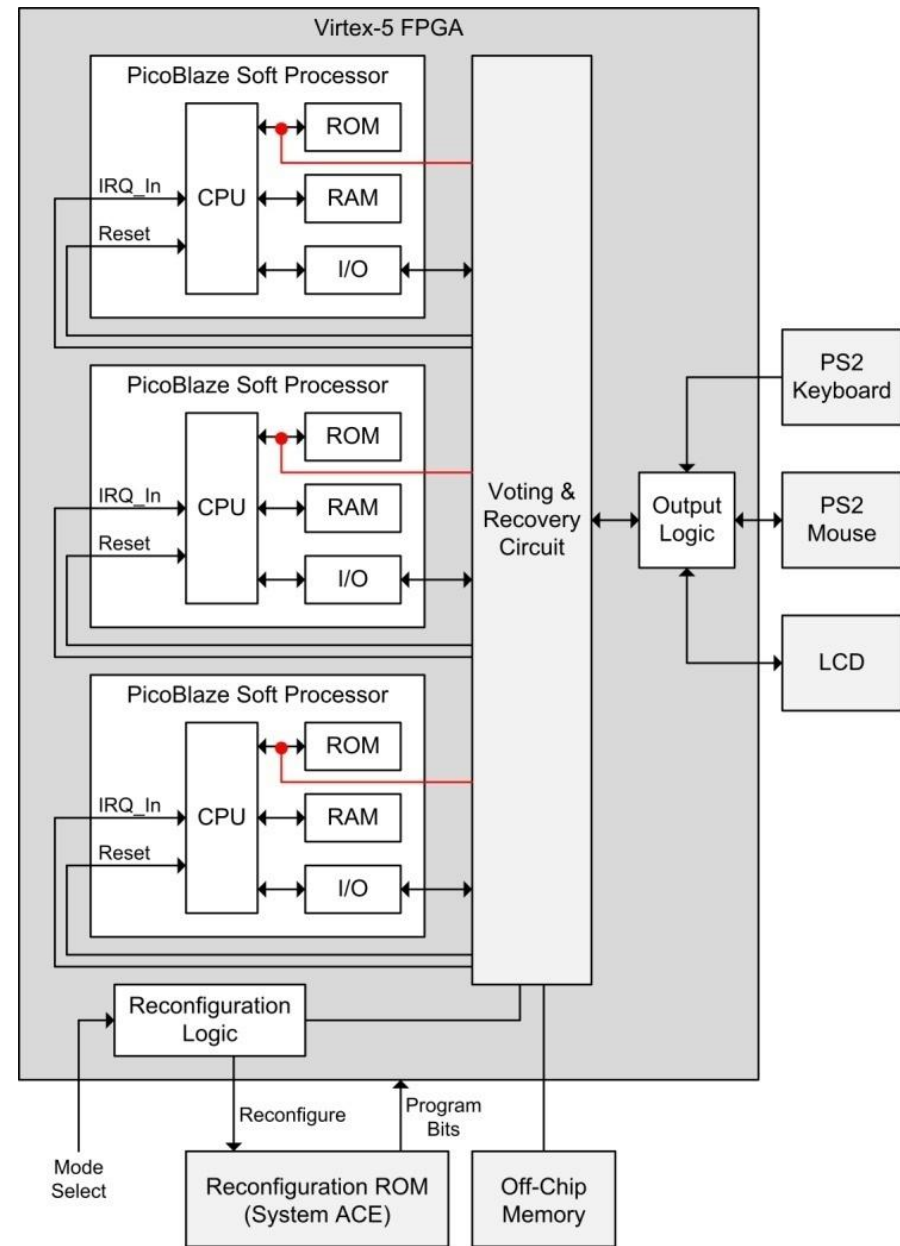 Virtex-5 FPGA
PicoBlaze Soft Processor
ROM
IRQ_In
CPU
RAM
Reset
I/O
PicoBlaze Soft Processor
ROM
IRQ_In
CPU
RAM
Reset
I/O
PicoBlaze Soft Processor
ROM
IRQ_In
CPU
RAM
Reset
I/O
Voting &
Recovery
Circuit
Output
Logic
PS2
Keyboard
PS2
Mouse
LCD
Reconfiguration
Logic
Reconfigure
Program
Bits
Mode
Select
Reconfiguration ROM
(System ACE)
Off-Chip
Memory